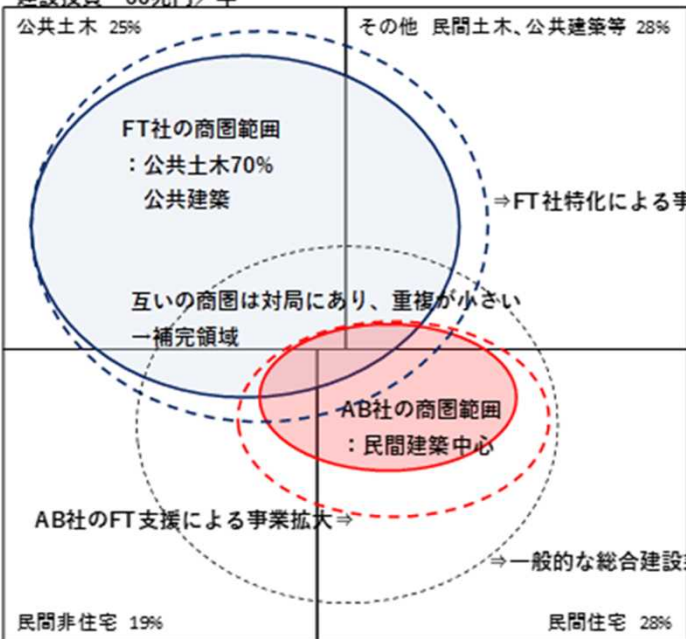 公共土木 25%
その他 民間土木、公共建築等 28%
FT社の商圏範囲
：公共土木70%
公共建築
⇒FT社特化による事
互いの商圏は対局にあり、重複が小さい
→補完領域
AB社の商圏範囲
：民間建築中心
AB社のFT支援による事業拡大⇒
⇒一般的な総合建設
民間非住宅 19%
民間住宅 28%